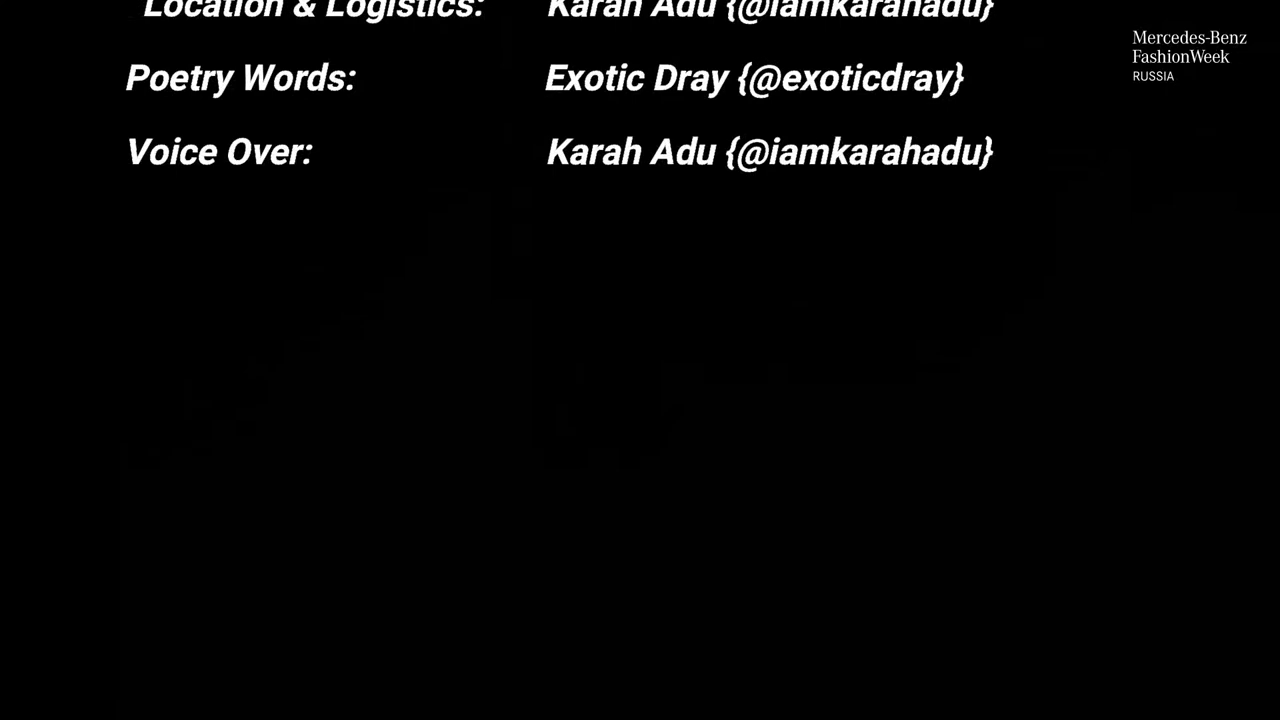 Location & Logistics: Karah Adu {@iamkarahadu}
Mercedes-Benz
FashionWeek
RUSSIA
Poetry Words: Exotic Dray {@exoticdray}
Voice Over: Karah Adu {@iamkarahadu}